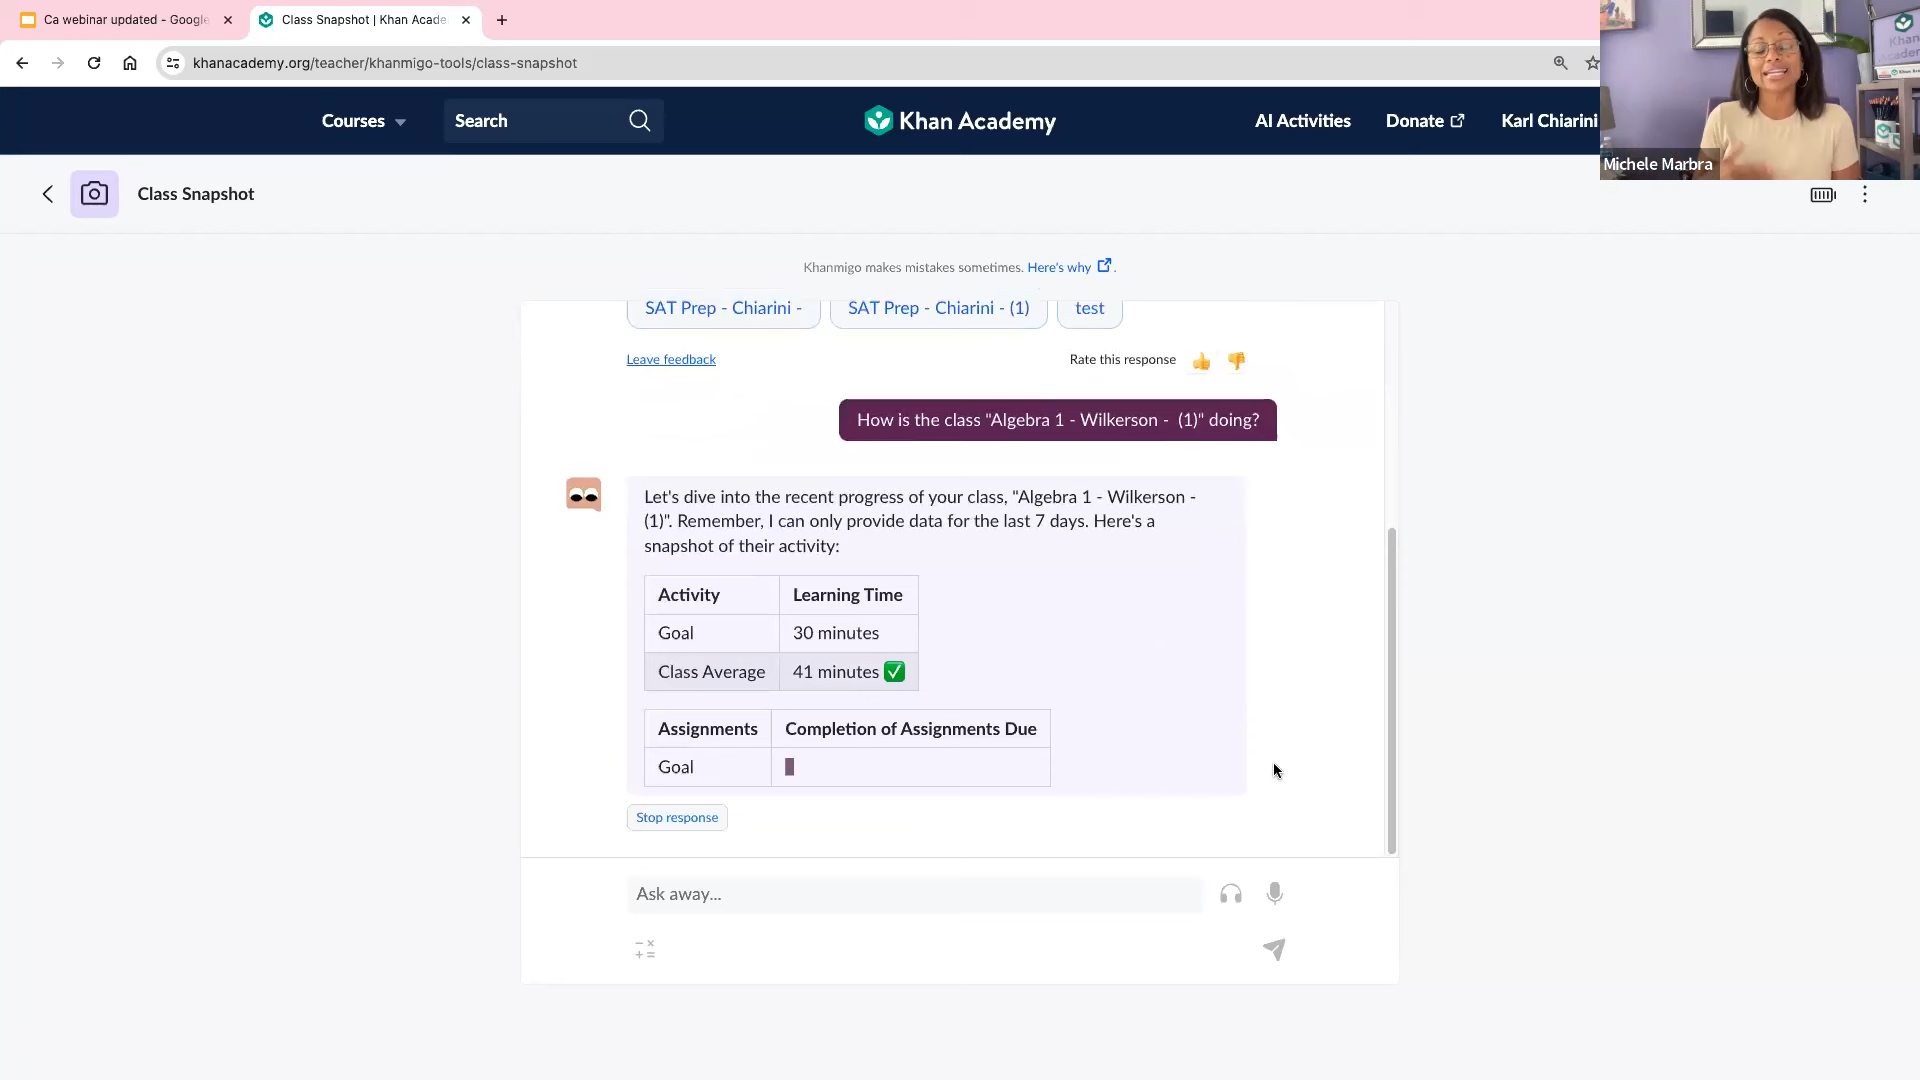 Ca webinar updated - Google
Class Snapshot | Khan Acade
khanacademy.org/teacher/khanmigo-tools/class-snapshot
Courses
Search
Khan Academy
AI Activities
Donate
Karl Chiarini
Michele Marbra
Class Snapshot
Khanmigo makes mistakes sometimes. Here's why.
SAT Prep - Chiarini -
SAT Prep - Chiarini - (1)
test
Leave feedback
Rate this response
How is the class "Algebra 1 - Wilkerson - (1)" doing?
Let's dive into the recent progress of your class, "Algebra 1 - Wilkerson -
(1)". Remember, I can only provide data for the last 7 days. Here's a
snapshot of their activity:
Activity Learning Time
Goal 30 minutes
Class Average 41 minutes ✅
Assignments Completion of Assignments Due
Goal
Stop response
Ask away...